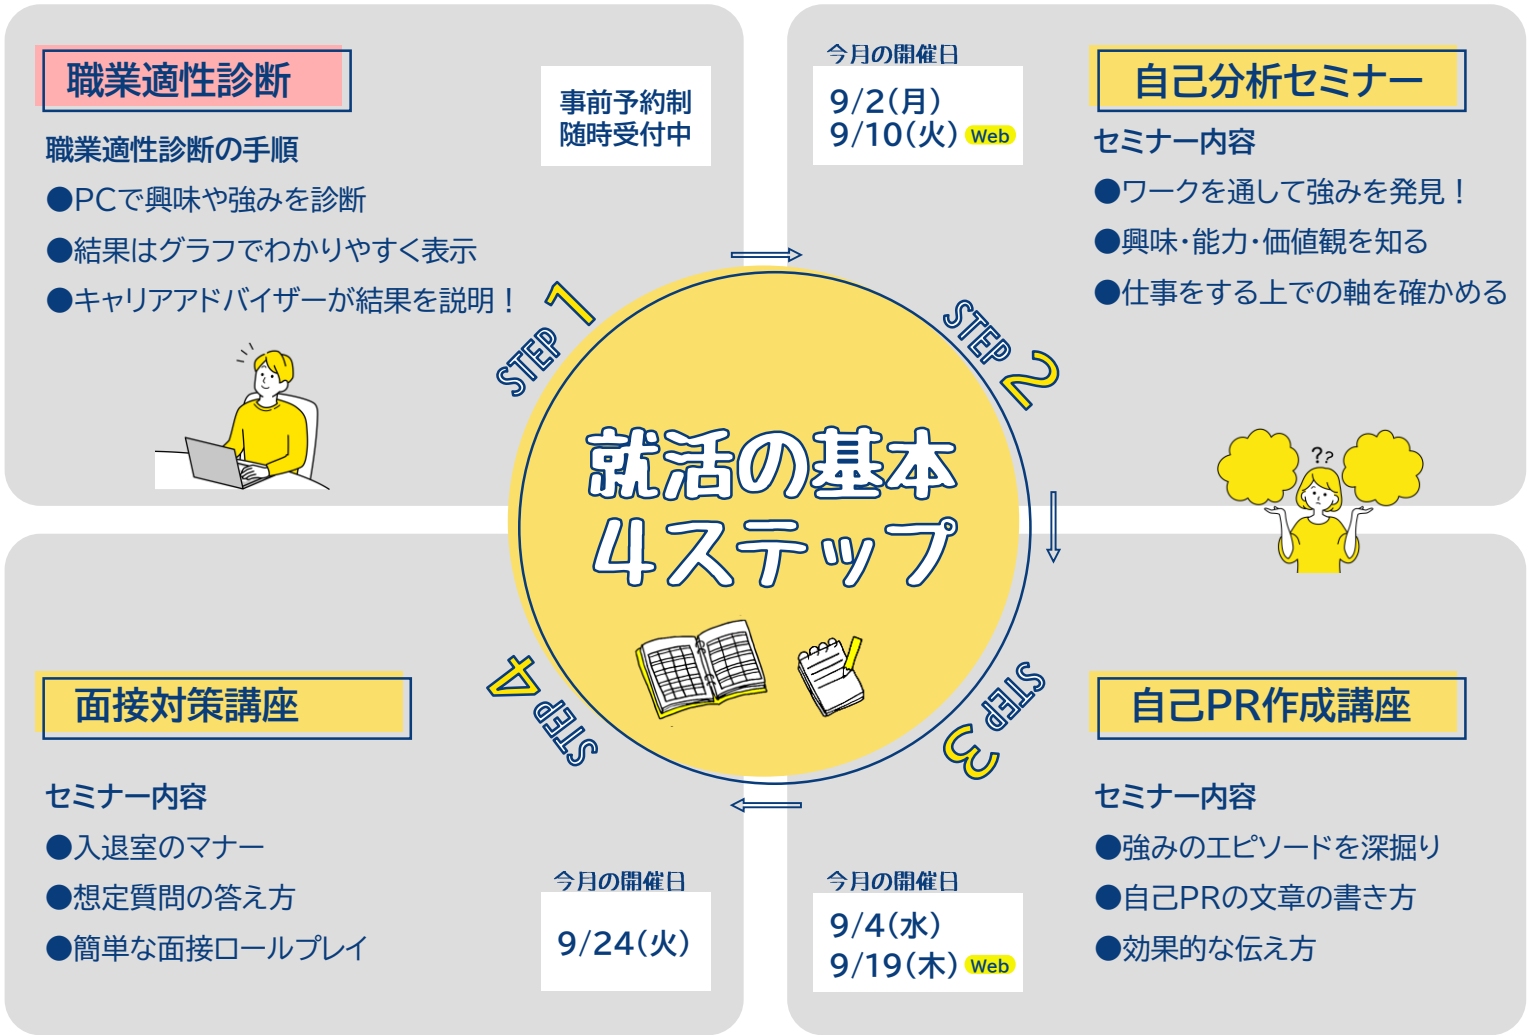 職業適性診断
事前予約制
随時受付中
職業適性診断の手順
●PCで興味や強みを診断
●結果はグラフでわかりやすく表示
●キャリアアドバイザーが結果を説明！
STEP 1
今月の開催日
9/2(月)
9/10(火) Web
自己分析セミナー
セミナー内容
●ワークを通して強みを発見！
●興味・能力・価値観を知る
●仕事をする上での軸を確かめる
STEP 2
??
就活の基本
4ステップ
自己PR作成講座
セミナー内容
●強みのエピソードを深掘り
●自己PRの文章の書き方
●効果的な伝え方
STEP 3
今月の開催日
9/4(水)
9/19(木) Web
面接対策講座
セミナー内容
●入退室のマナー
●想定質問の答え方
●簡単な面接ロールプレイ
STEP 4
今月の開催日
9/24(火)